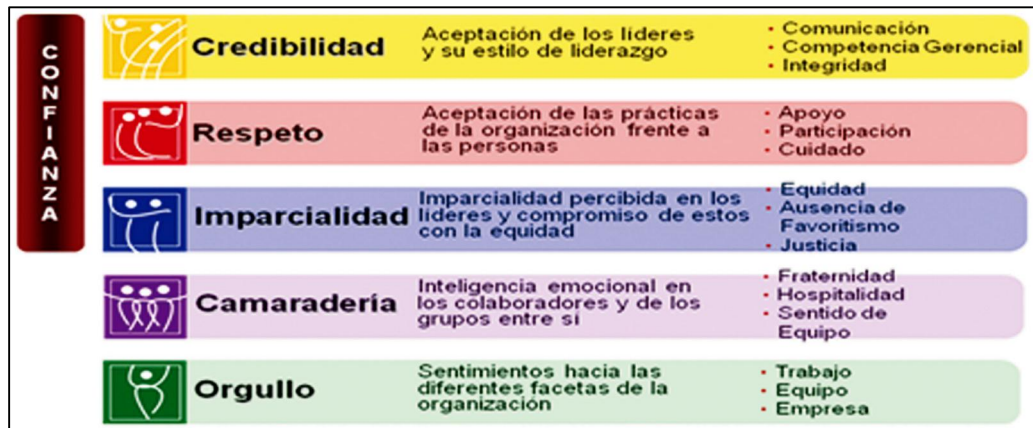 CONFIANZA
Credibilidad
Aceptación de los líderes
y su estilo de liderazgo
• Comunicación
• Competencia Gerencial
• Integridad
Respeto
Aceptación de las prácticas
de la organización frente a
las personas
• Apoyo
• Participación
• Cuidado
Imparcialidad
Imparcialidad percibida en los
líderes y compromiso de estos
con la equidad
• Equidad
• Ausencia de
Favoritismo
• Justicia
Camaradería
Inteligencia emocional en
los colaboradores y de los
grupos entre sí
• Fraternidad
• Hospitalidad
• Sentido de
Equipo
Orgullo
Sentimientos hacia las
diferentes facetas de la
organización
• Trabajo
• Equipo
• Empresa